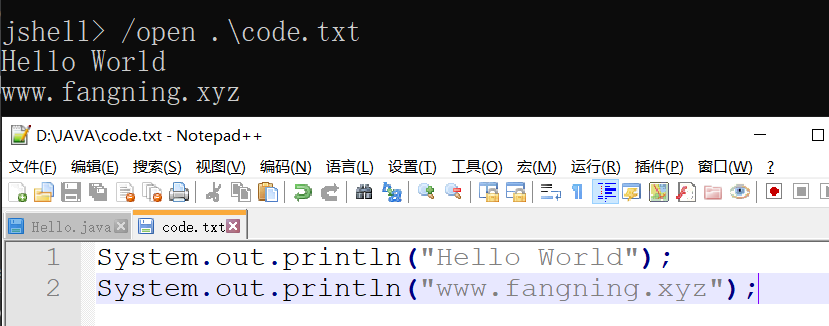 jshell> /open .\code.txt
Hello World
www.fangning.xyz
D:\JAVA\code.txt - Notepad++
文件(F) 编辑(E) 搜索(S) 视图(V) 编码(N) 语言(L) 设置(T) 工具(O) 宏(M) 运行(R) 插件(P) 窗口(W) ?
Hello.java code.txt
1 System.out.println("Hello World");
2 System.out.println("www.fangning.xyz");